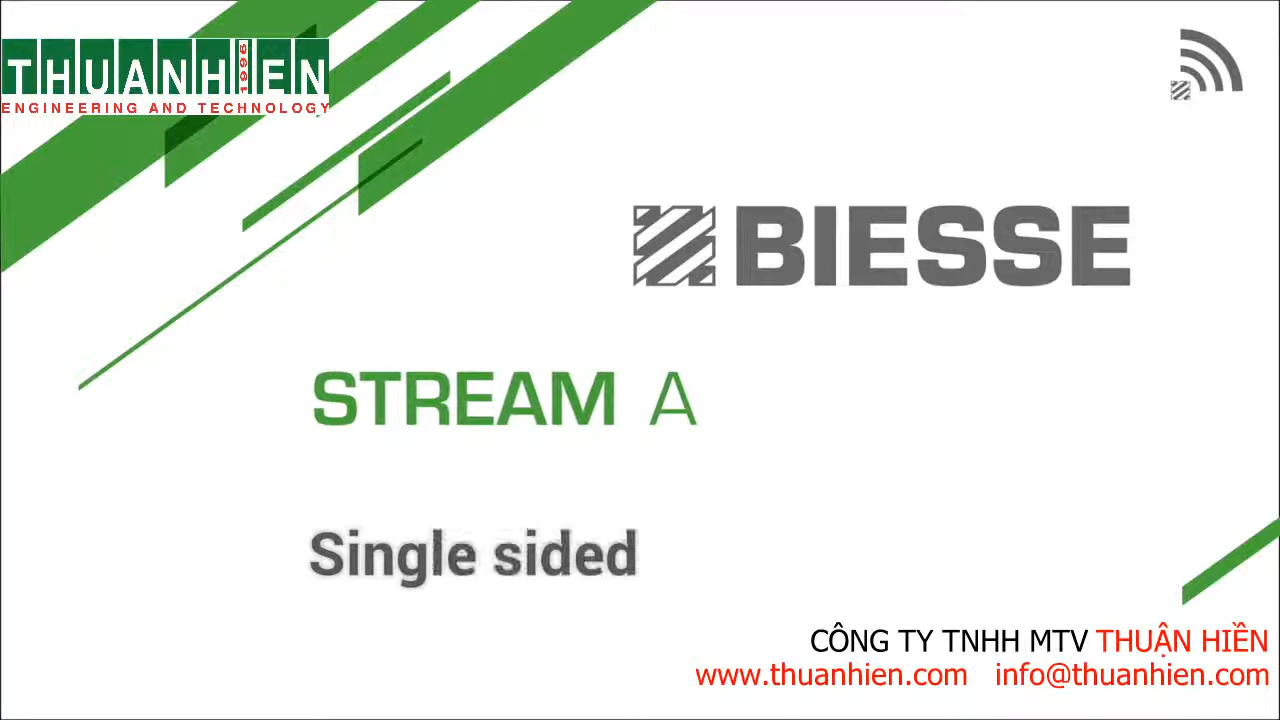 THUANHIEN
1996
ENGINEERING AND TECHNOLOGY
BIESSE
STREAM A
Single sided
CÔNG TY TNHH MTV THUẬN HIỀN
www.thuanhien.com info@thuanhien.com